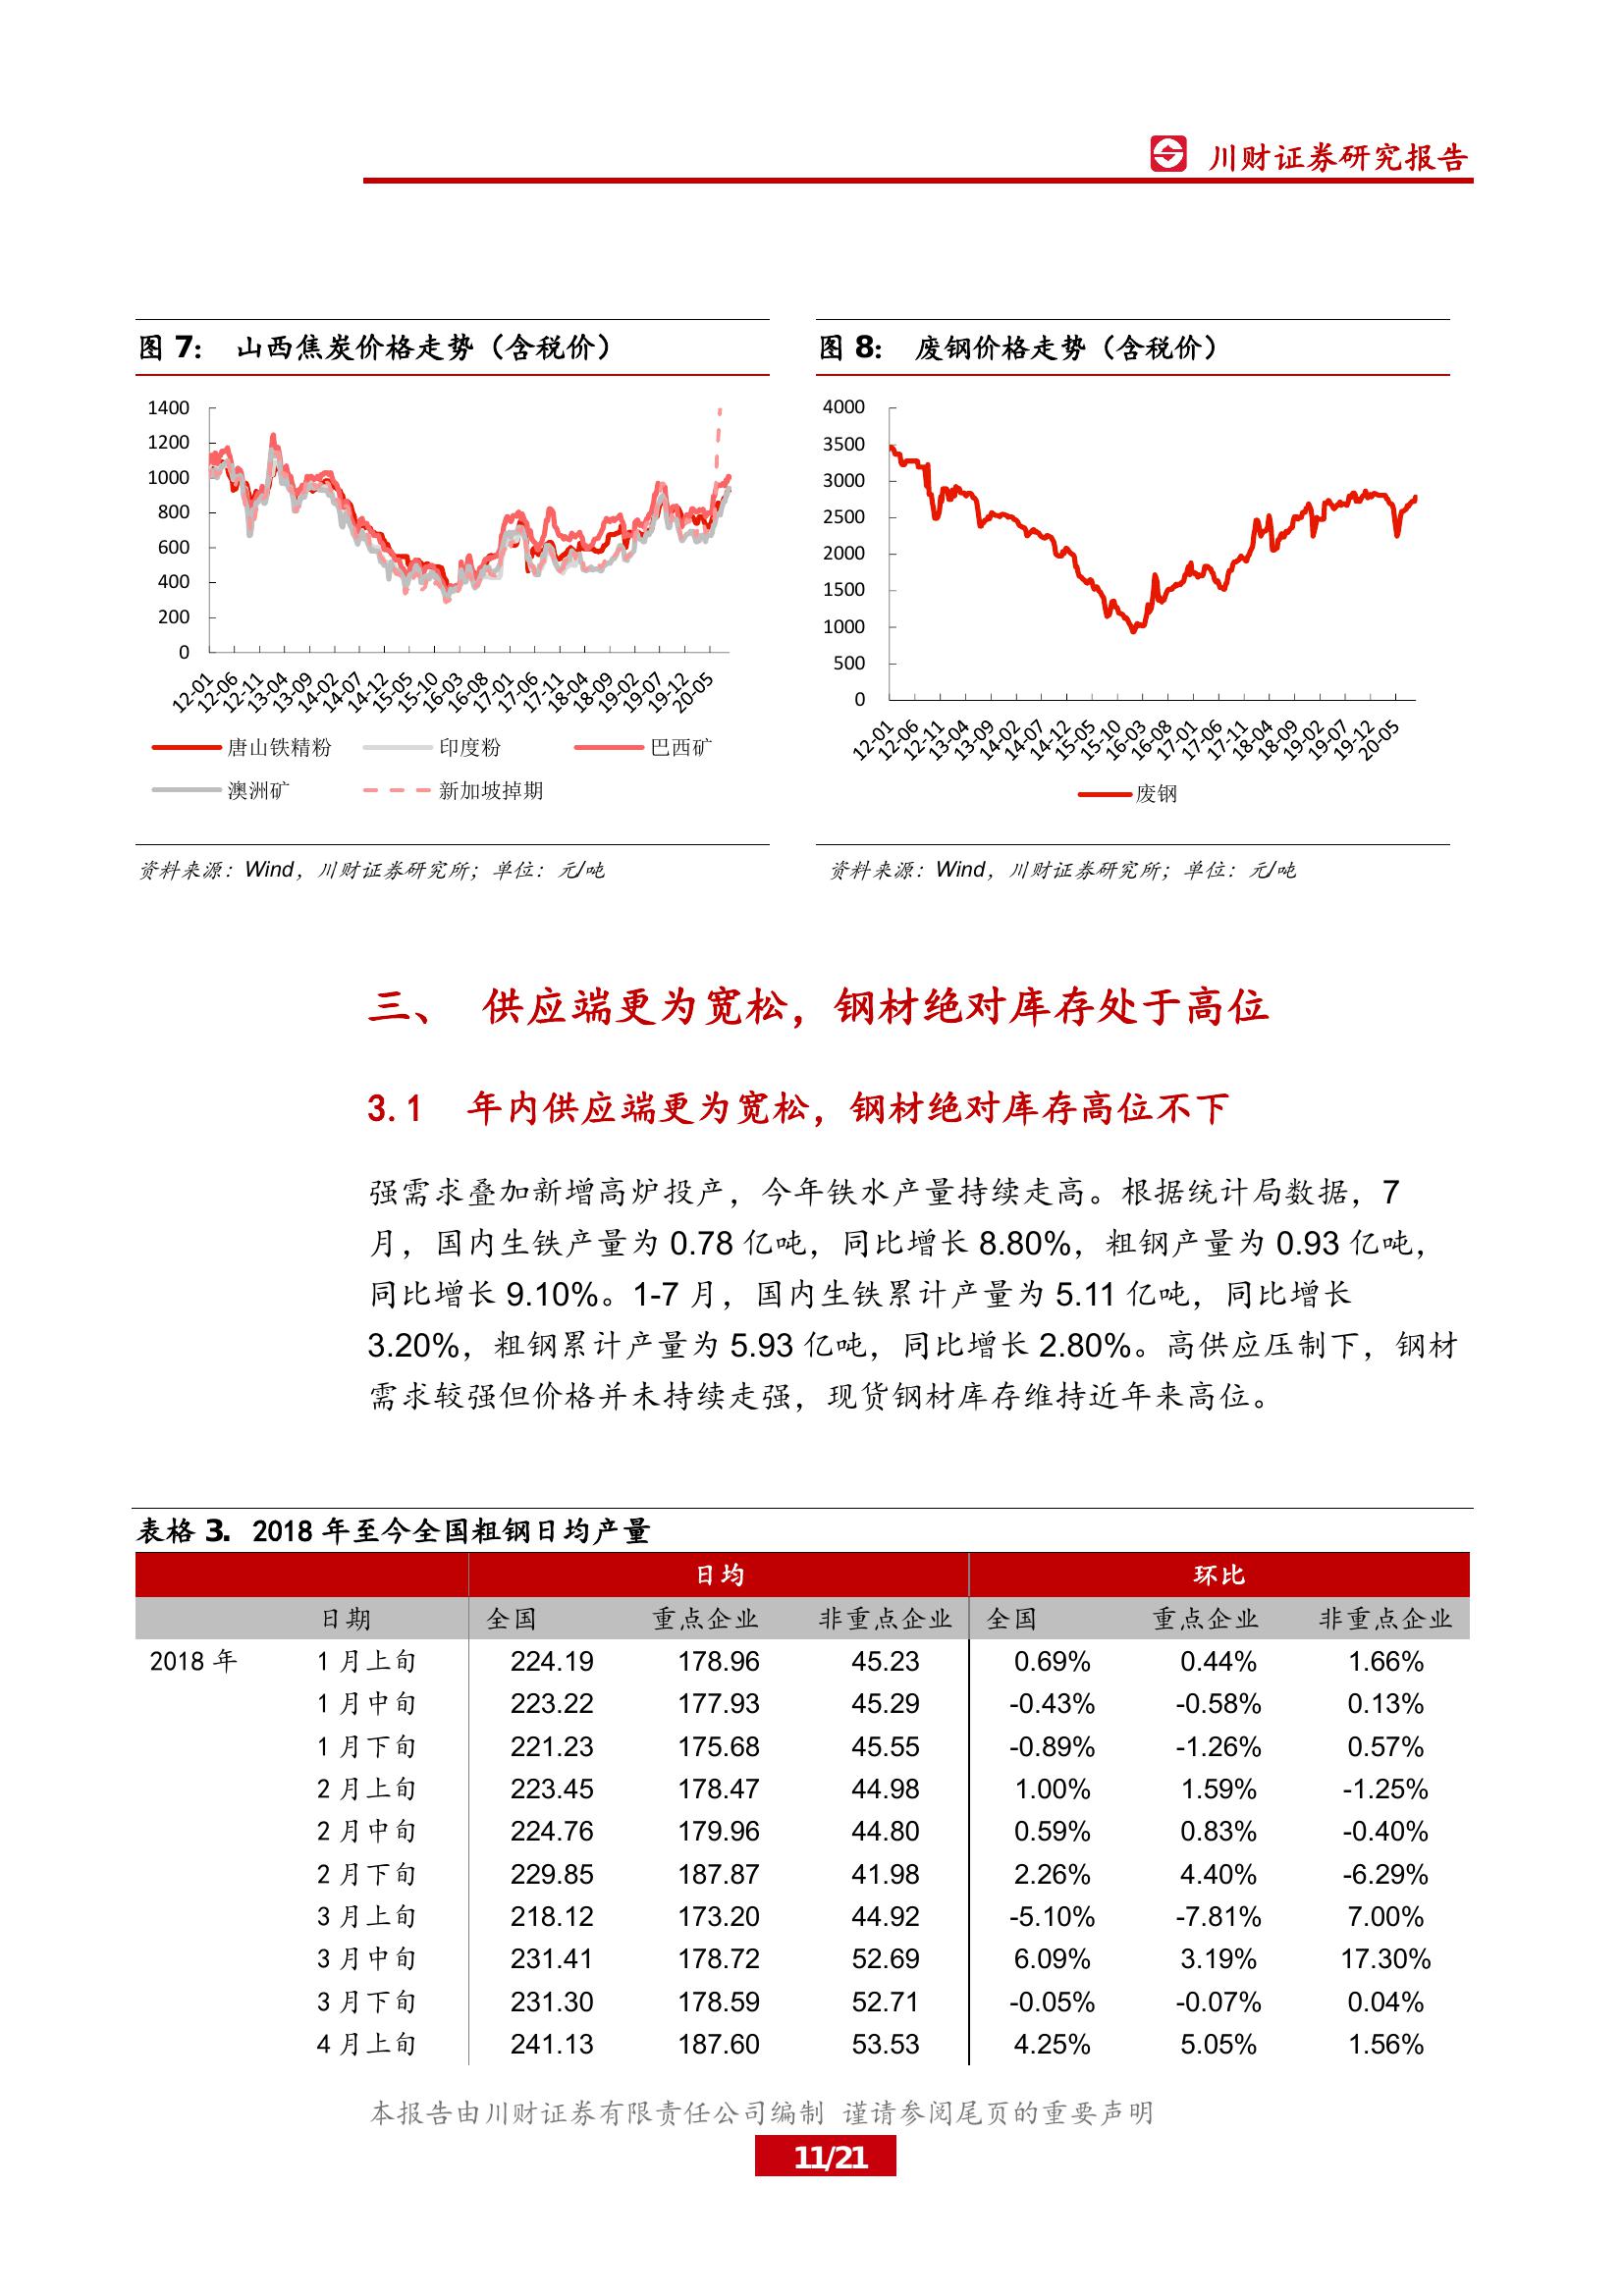 川财证券研究报告
图 7： 山西焦炭价格走势（含税价）
1400
1200
1000
800
600
400
200
0
12-01 12-06 12-11 13-04 13-09 14-02 14-07 14-12 15-05 15-10 16-03 16-08 17-01 17-06 17-11 18-04 18-09 19-02 19-07 19-12 20-05
唐山铁精粉 印度粉 巴西矿
澳洲矿 新加坡掉期
资料来源：Wind，川财证券研究所；单位：元/吨
图 8： 废钢价格走势（含税价）
4000
3500
3000
2500
2000
1500
1000
500
0
12-01 12-06 12-11 13-04 13-09 14-02 14-07 14-12 15-05 15-10 16-03 16-08 17-01 17-06 17-11 18-04 18-09 19-02 19-07 19-12 20-05
废钢
资料来源：Wind，川财证券研究所；单位：元/吨
三、 供应端更为宽松，钢材绝对库存处于高位
3.1 年内供应端更为宽松，钢材绝对库存高位不下
强需求叠加新增高炉投产，今年铁水产量持续走高。根据统计局数据，7
月，国内生铁产量为 0.78 亿吨，同比增长 8.80%，粗钢产量为 0.93 亿吨，
同比增长 9.10%。1-7 月，国内生铁累计产量为 5.11 亿吨，同比增长
3.20%，粗钢累计产量为 5.93 亿吨，同比增长 2.80%。高供应压制下，钢材
需求较强但价格并未持续走强，现货钢材库存维持近年来高位。
表格 3. 2018 年至今全国粗钢日均产量
日均 环比
日期 全国 重点企业 非重点企业 全国 重点企业 非重点企业
2018 年 1 月上旬 224.19 178.96 45.23 0.69% 0.44% 1.66%
1 月中旬 223.22 177.93 45.29 -0.43% -0.58% 0.13%
1 月下旬 221.23 175.68 45.55 -0.89% -1.26% 0.57%
2 月上旬 223.45 178.47 44.98 1.00% 1.59% -1.25%
2 月中旬 224.76 179.96 44.80 0.59% 0.83% -0.40%
2 月下旬 229.85 187.87 41.98 2.26% 4.40% -6.29%
3 月上旬 218.12 173.20 44.92 -5.10% -7.81% 7.00%
3 月中旬 231.41 178.72 52.69 6.09% 3.19% 17.30%
3 月下旬 231.30 178.59 52.71 -0.05% -0.07% 0.04%
4 月上旬 241.13 187.60 53.53 4.25% 5.05% 1.56%
本报告由川财证券有限责任公司编制 谨请参阅尾页的重要声明
11/21